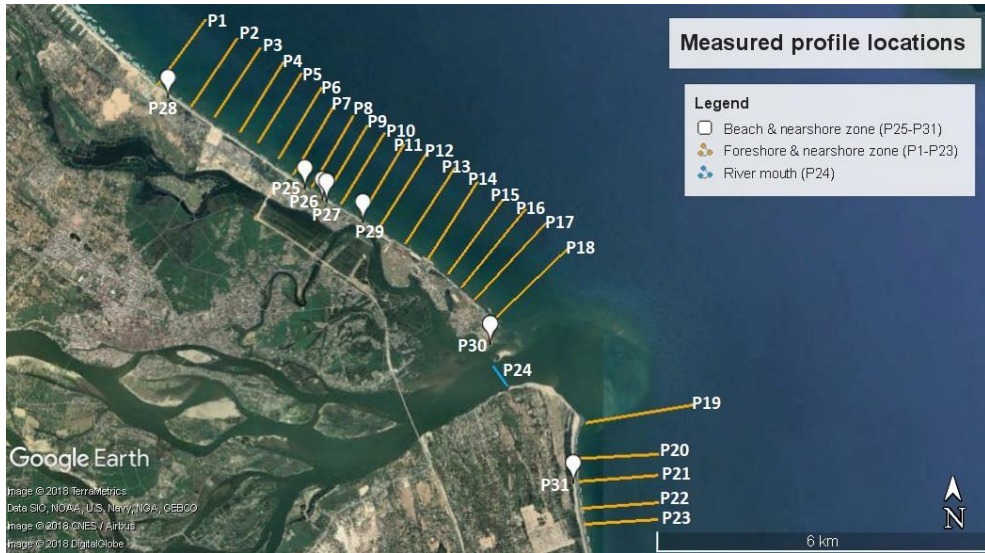 Measured profile locations
Legend
Beach & nearshore zone (P25-P31)
Foreshore & nearshore zone (P1-P23)
River mouth (P24)
P1
P2
P3
P4
P5
P6
P7
P8
P9
P10
P11
P12
P13
P14
P15
P16
P17
P18
P28
P25
P26
P27
P29
P30
P24
P19
P20
P31
P21
P22
P23
Google Earth
Image © 2018 TerraMetrics
Data SIO, NOAA, U.S. Navy, NGA, GEBCO
Image © 2018 CNES / Airbus
Image © 2018 DigitalGlobe
N
6 km